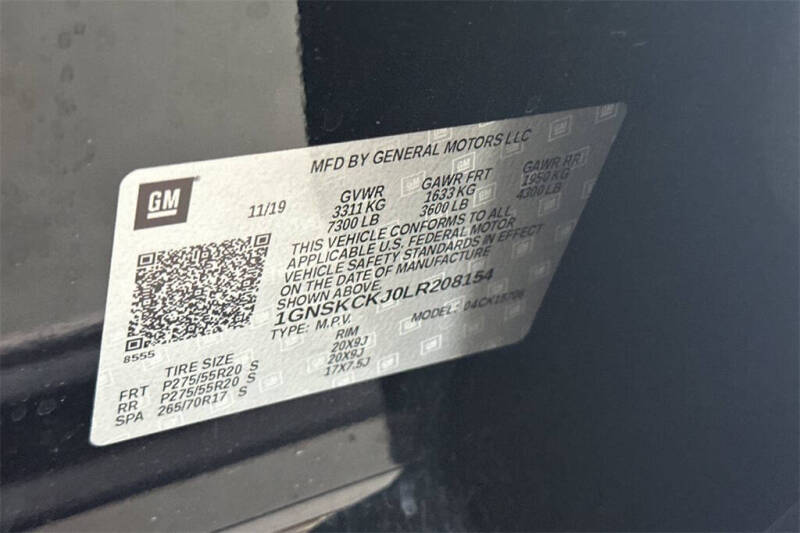 MFD BY GENERAL MOTORS LLC
GM
11/19
GVWR GAWR FRT GAWR RR
3311 KG 1633 KG 1950 KG
7300 LB 3600 LB 4300 LB
THIS VEHICLE CONFORMS TO ALL
APPLICABLE U.S. FEDERAL MOTOR
VEHICLE SAFETY STANDARDS IN EFFECT
ON THE DATE OF MANUFACTURE
SHOWN ABOVE.
1GNSKCKJ0LR208154
TYPE: M.P.V. MODEL: 04CK15706
8555
TIRE SIZE RIM
FRT P275/55R20 S 20X9J
RR P275/55R20 S 20X9J
SPA 265/70R17 S 17X7.5J